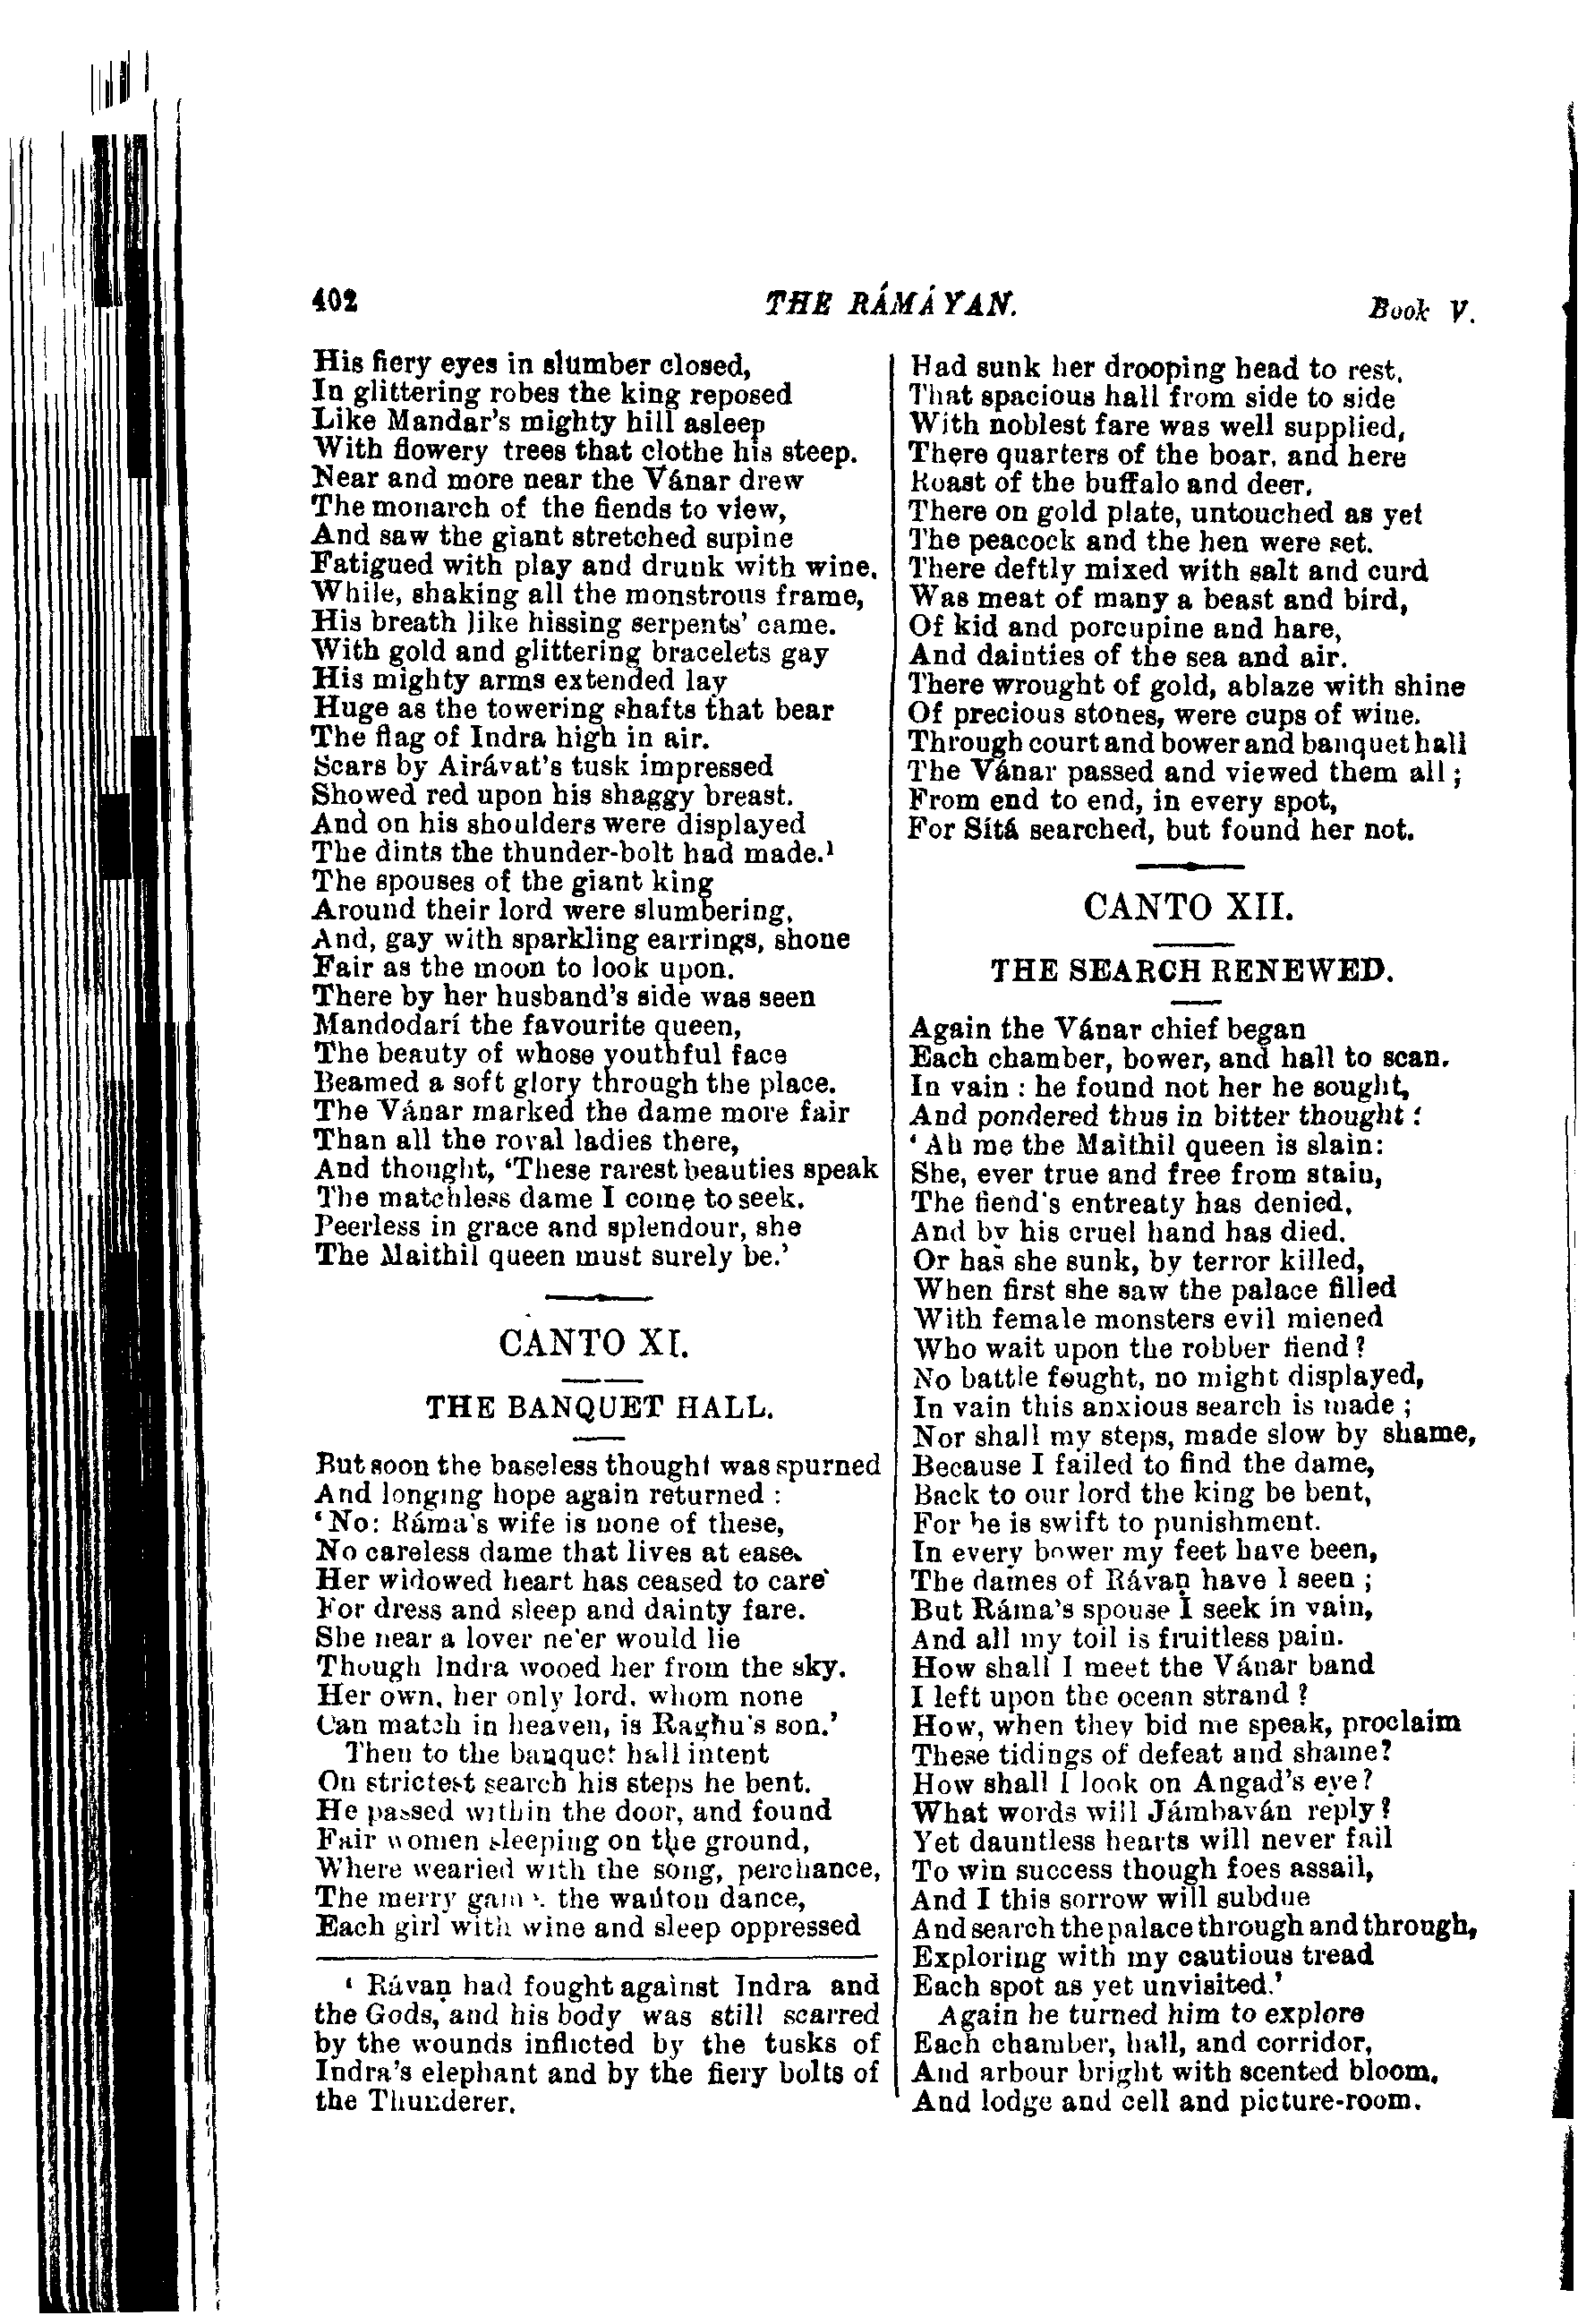 402 THE RÁMÁYAN. Book V.
His fiery eyes in slumber closed,
In glittering robes the king reposed
Like Mandar's mighty hill asleep
With flowery trees that clothe his steep.
Near and more near the Vánar drew
The monarch of the fiends to view,
And saw the giant stretched supine
Fatigued with play and drunk with wine.
While, shaking all the monstrous frame,
His breath like hissing serpents' came.
With gold and glittering bracelets gay
His mighty arms extended lay
Huge as the towering shafts that bear
The flag of Indra high in air.
Scars by Airávat's tusk impressed
Showed red upon his shaggy breast.
And on his shoulders were displayed
The dints the thunder-bolt had made.¹
The spouses of the giant king
Around their lord were slumbering,
And, gay with sparkling earrings, shone
Fair as the moon to look upon.
There by her husband's side was seen
Mandodarí the favourite queen,
The beauty of whose youthful face
Beamed a soft glory through the place.
The Vánar marked the dame more fair
Than all the royal ladies there,
And thought, 'These rarest beauties speak
The matchless dame I come to seek.
Peerless in grace and splendour, she
The Maithil queen must surely be.'
CANTO XI.
THE BANQUET HALL.
But soon the baseless thought was spurned
And longing hope again returned :
'No: Ráma's wife is none of these,
No careless dame that lives at ease.
Her widowed heart has ceased to care
For dress and sleep and dainty fare.
She near a lover ne'er would lie
Though Indra wooed her from the sky.
Her own, her only lord, whom none
Can match in heaven, is Raghu's son.'
Then to the banquet hall intent
On strictest search his steps he bent.
He passed within the door, and found
Fair women sleeping on the ground,
Where wearied with the song, perchance,
The merry game, the wanton dance,
Each girl with wine and sleep oppressed
¹ Rávaṇ had fought against Indra and
the Gods, and his body was still scarred
by the wounds inflicted by the tusks of
Indra's elephant and by the fiery bolts of
the Thunderer.
Had sunk her drooping head to rest.
That spacious hall from side to side
With noblest fare was well supplied,
There quarters of the boar, and here
Roast of the buffalo and deer,
There on gold plate, untouched as yet
The peacock and the hen were set.
There deftly mixed with salt and curd
Was meat of many a beast and bird,
Of kid and porcupine and hare,
And dainties of the sea and air.
There wrought of gold, ablaze with shine
Of precious stones, were cups of wine.
Through court and bower and banquet hall
The Vánar passed and viewed them all ;
From end to end, in every spot,
For Sítá searched, but found her not.
CANTO XII.
THE SEARCH RENEWED.
Again the Vánar chief began
Each chamber, bower, and hall to scan.
In vain : he found not her he sought,
And pondered thus in bitter thought :
'Ah me the Maithil queen is slain:
She, ever true and free from stain,
The fiend's entreaty has denied,
And by his cruel hand has died.
Or has she sunk, by terror killed,
When first she saw the palace filled
With female monsters evil miened
Who wait upon the robber fiend ?
No battle fought, no might displayed,
In vain this anxious search is made ;
Nor shall my steps, made slow by shame,
Because I failed to find the dame,
Back to our lord the king be bent,
For he is swift to punishment.
In every bower my feet have been,
The dames of Rávaṇ have I seen ;
But Ráma's spouse I seek in vain,
And all my toil is fruitless pain.
How shall I meet the Vánar band
I left upon the ocean strand ?
How, when they bid me speak, proclaim
These tidings of defeat and shame?
How shall I look on Angad's eye?
What words will Jámbaván reply?
Yet dauntless hearts will never fail
To win success though foes assail,
And I this sorrow will subdue
And search the palace through and through,
Exploring with my cautious tread
Each spot as yet unvisited.'
Again he turned him to explore
Each chamber, hall, and corridor,
And arbour bright with scented bloom,
And lodge and cell and picture-room.